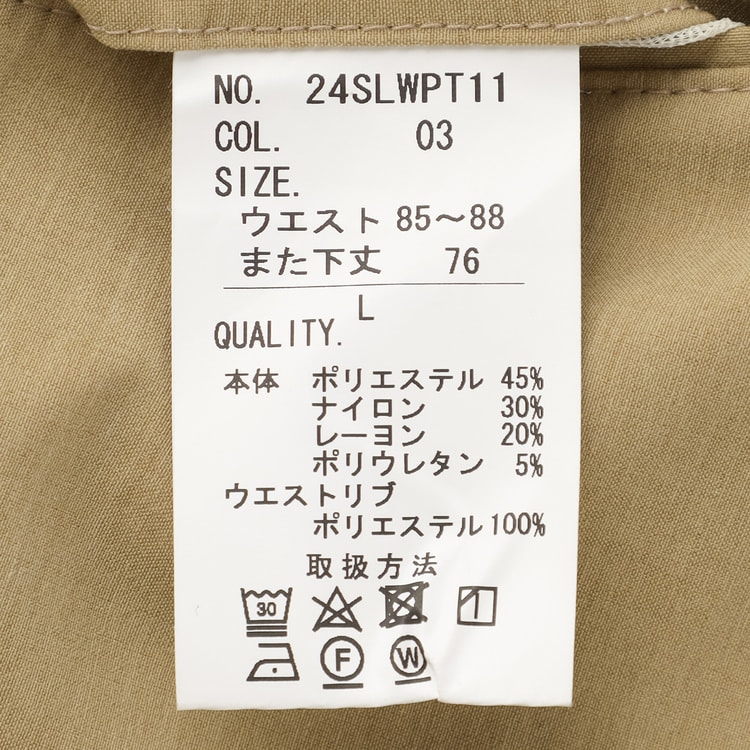 NO. 24SLWPT11
COL. 03
SIZE.
ウエスト 85～88
また下丈 76
L
QUALITY.
本体 ポリエステル 45%
ナイロン 30%
レーヨン 20%
ポリウレタン 5%
ウエストリブ
ポリエステル 100%
取扱方法
30
F W